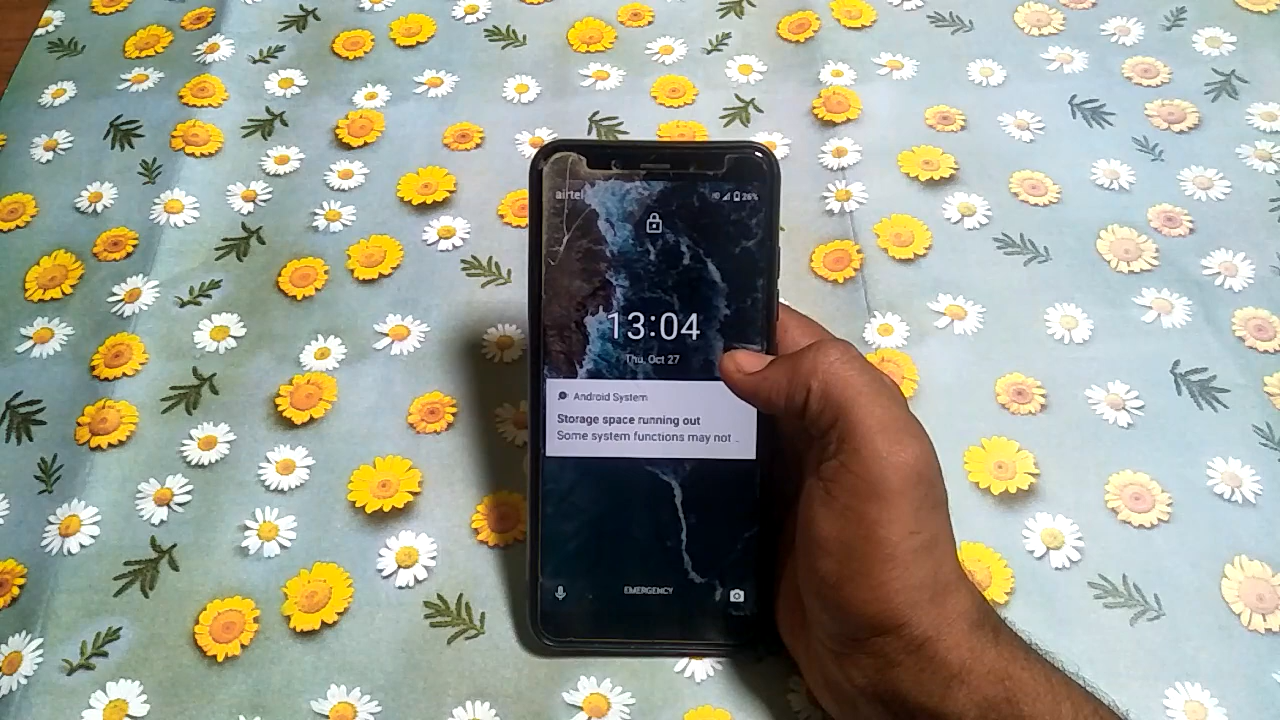 airtel 26%
13:04
Thu, Oct 27
Android System
Storage space running out
Some system functions may not ..
EMERGENCY